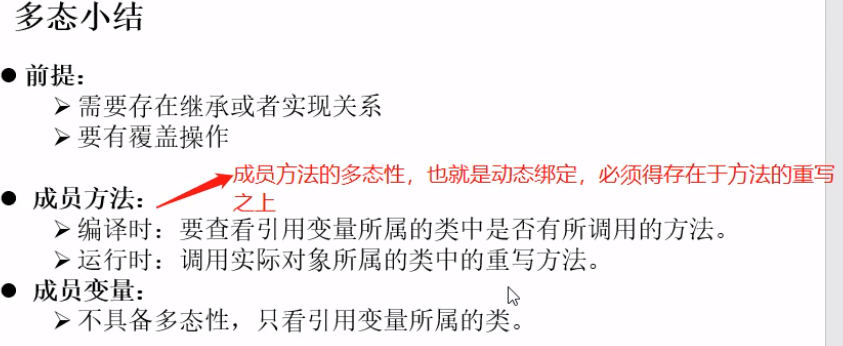 多态小结
● 前提：
➢ 需要存在继承或者实现关系
➢ 要有覆盖操作
成员方法的多态性，也就是动态绑定，必须得存在于方法的重写
之上
● 成员方法：
➢ 编译时：要查看引用变量所属的类中是否有所调用的方法。
➢ 运行时：调用实际对象所属的类中的重写方法。
● 成员变量：
➢ 不具备多态性，只看引用变量所属的类。